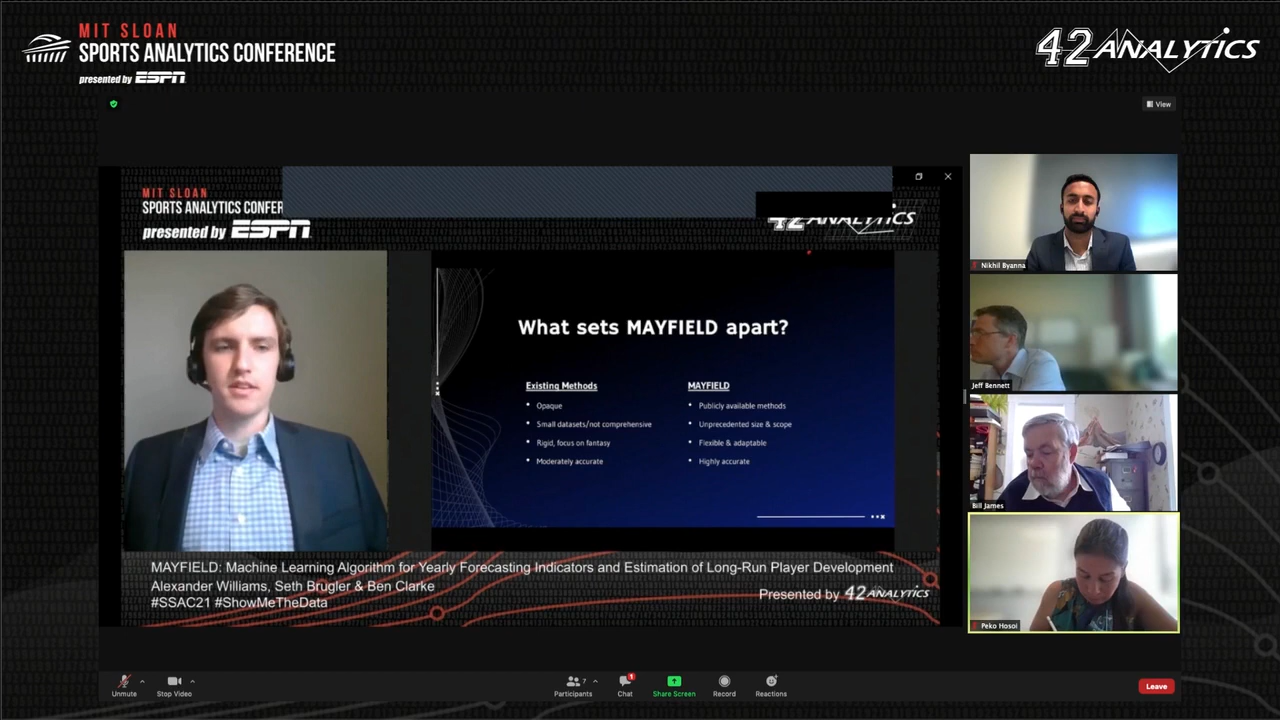 MIT SLOAN
SPORTS ANALYTICS CONFERENCE
presented by ESPN
42 ANALYTICS
View
MIT SLOAN
SPORTS ANALYTICS CONFER
presented by ESPN
42 ANALYTICS
What sets MAYFIELD apart?
Existing Methods
Opaque
Small datasets/not comprehensive
Rigid, focus on fantasy
Moderately accurate
MAYFIELD
Publicly available methods
Unprecedented size & scope
Flexible & adaptable
Highly accurate
MAYFIELD: Machine Learning Algorithm for Yearly Forecasting Indicators and Estimation of Long-Run Player Development
Alexander Williams, Seth Brugler & Ben Clarke
#SSAC21 #ShowMeTheData
Presented by 42 ANALYTICS
Nikhil Byanna
Jeff Bennett
Bill James
Peko Hosoi
Unmute
Stop Video
Participants 7
Chat 1
Share Screen
Record
Reactions
Leave